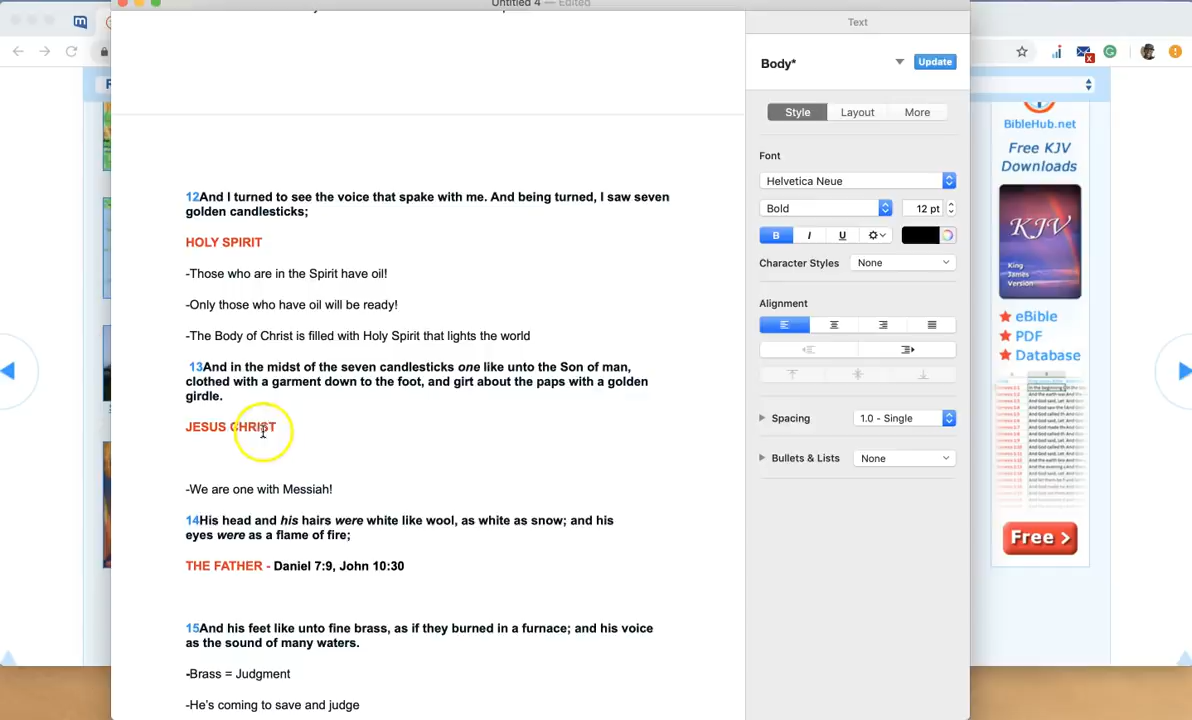 Untitled 4 — Edited
Text
Body*
Update
Style
Layout
More
Font
Helvetica Neue
Bold
12 pt
B
I
U
Character Styles
None
Alignment
Spacing
1.0 - Single
Bullets & Lists
None
12And I turned to see the voice that spake with me. And being turned, I saw seven
golden candlesticks;
HOLY SPIRIT
-Those who are in the Spirit have oil!
-Only those who have oil will be ready!
-The Body of Christ is filled with Holy Spirit that lights the world
13And in the midst of the seven candlesticks one like unto the Son of man,
clothed with a garment down to the foot, and girt about the paps with a golden
girdle.
JESUS CHRIST
-We are one with Messiah!
14His head and his hairs were white like wool, as white as snow; and his
eyes were as a flame of fire;
THE FATHER - Daniel 7:9, John 10:30
15And his feet like unto fine brass, as if they burned in a furnace; and his voice
as the sound of many waters.
-Brass = Judgment
-He's coming to save and judge
BibleHub.net
Free KJV
Downloads
KJV
King
James
Version
eBible
PDF
Database
Free >